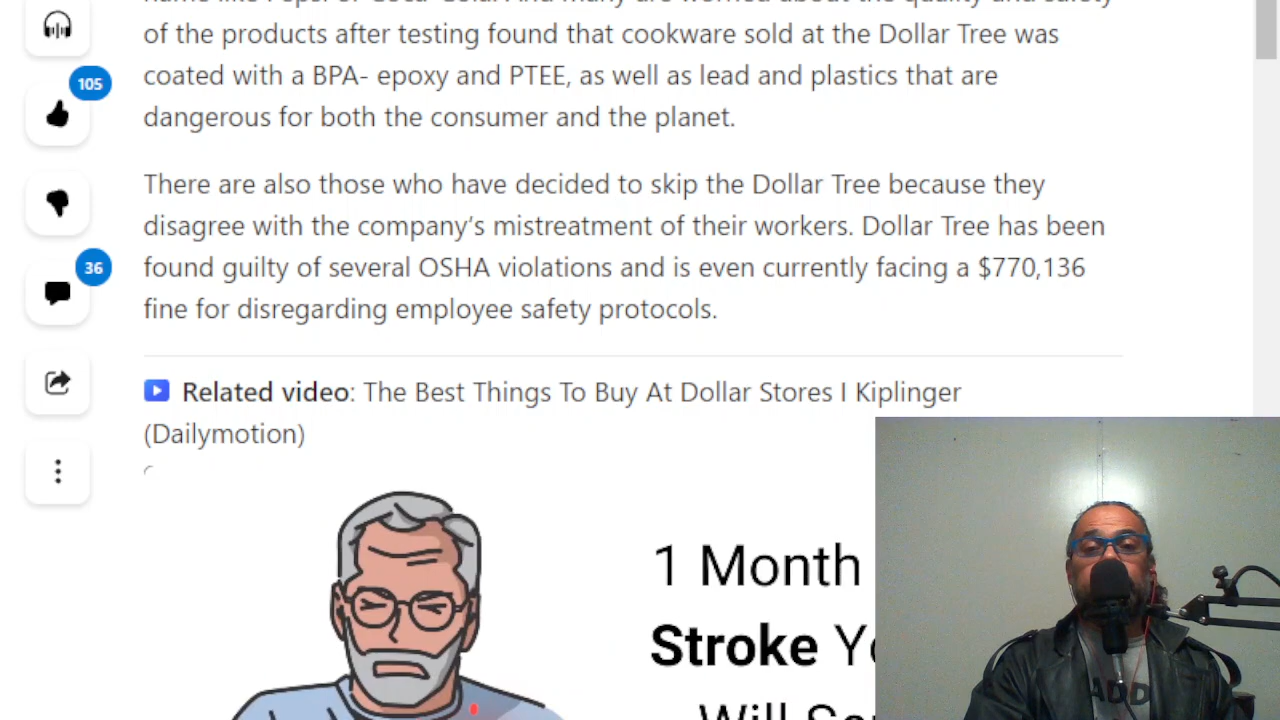 of the products after testing found that cookware sold at the Dollar Tree was
coated with a BPA- epoxy and PTEE, as well as lead and plastics that are
dangerous for both the consumer and the planet.
There are also those who have decided to skip the Dollar Tree because they
disagree with the company's mistreatment of their workers. Dollar Tree has been
found guilty of several OSHA violations and is even currently facing a $770,136
fine for disregarding employee safety protocols.
Related video: The Best Things To Buy At Dollar Stores I Kiplinger
(Dailymotion)
105
36
1 Month
Stroke
Will
ADD